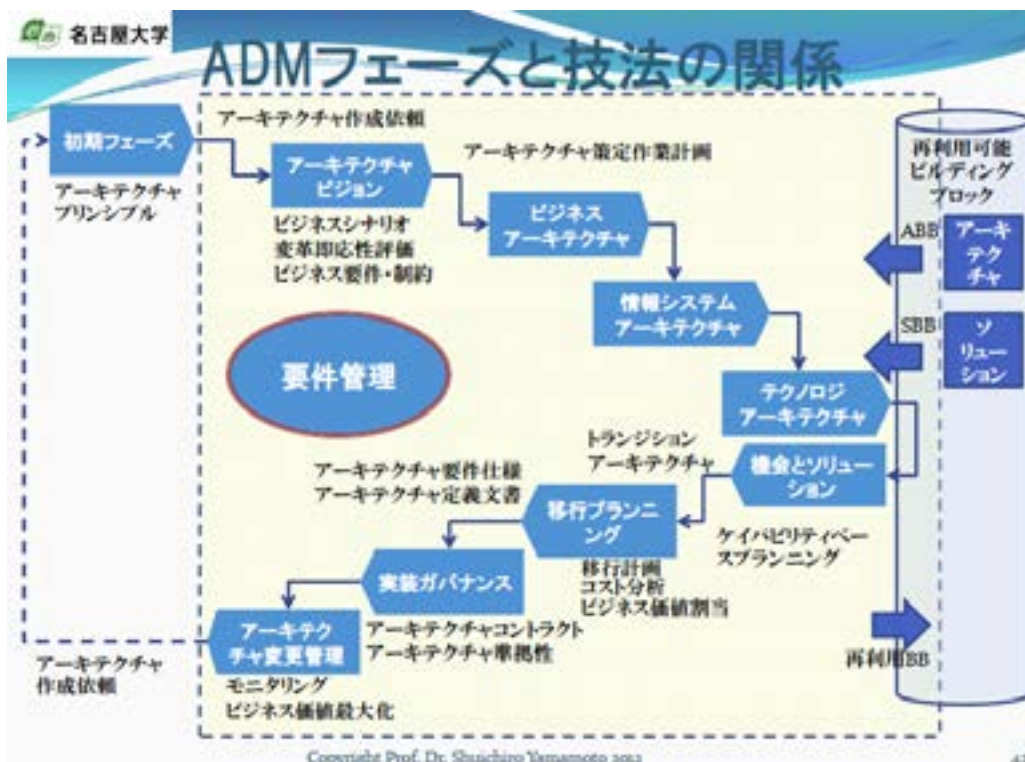 名古屋大学
ADMフェーズと技法の関係
初期フェーズ
アーキテクチャ
プリンシプル
アーキテクチャ作成依頼
アーキテクチャ
ビジョン
ビジネスシナリオ
変革即応性評価
ビジネス要件・制約
アーキテクチャ策定作業計画
ビジネス
アーキテクチャ
情報システム
アーキテクチャ
テクノロジ
アーキテクチャ
要件管理
トランジション
アーキテクチャ
機会とソリュー
ション
ケイパビリティベー
スプランニング
アーキテクチャ要件仕様
アーキテクチャ定義文書
移行プランニ
ング
移行計画
コスト分析
ビジネス価値割当
実装ガバナンス
アーキテクチャコントラクト
アーキテクチャ準拠性
アーキテク
チャ変更管理
モニタリング
ビジネス価値最大化
アーキテクチャ
作成依頼
再利用可能
ビルディング
ブロック
ABB
アーキ
テク
チャ
SBB
ソ
リュー
ション
再利用BB
Copyright Prof. Dr. Shuichiro Yamamoto 2012